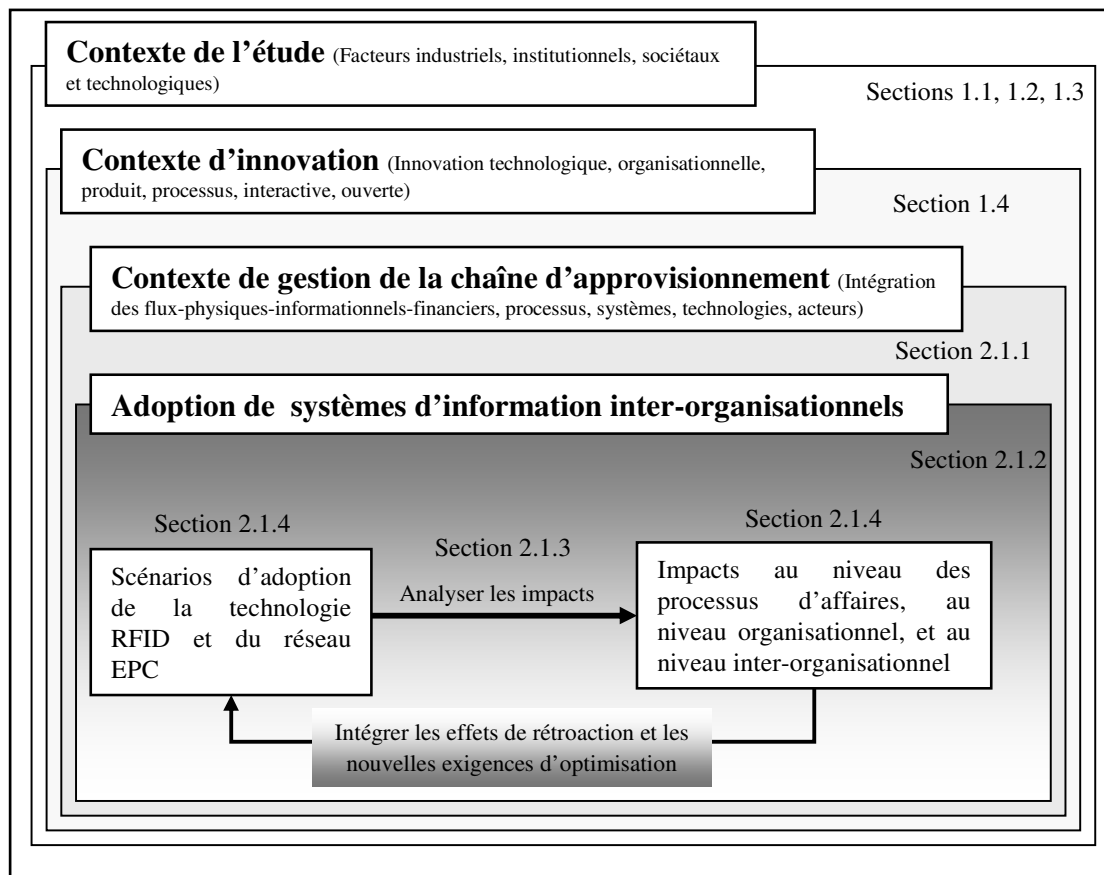 Contexte de l’étude (Facteurs industriels, institutionnels, sociétaux
et technologiques)
Sections 1.1, 1.2, 1.3
Contexte d’innovation (Innovation technologique, organisationnelle,
produit, processus, interactive, ouverte)
Section 1.4
Contexte de gestion de la chaîne d’approvisionnement (Intégration
des flux-physiques-informationnels-financiers, processus, systèmes, technologies, acteurs)
Section 2.1.1
Adoption de systèmes d’information inter-organisationnels
Section 2.1.2
Section 2.1.4
Scénarios d’adoption
de la technologie
RFID et du réseau
EPC
Section 2.1.3
Analyser les impacts
Section 2.1.4
Impacts au niveau des
processus d’affaires, au
niveau organisationnel, et au
niveau inter-organisationnel
Intégrer les effets de rétroaction et les
nouvelles exigences d’optimisation